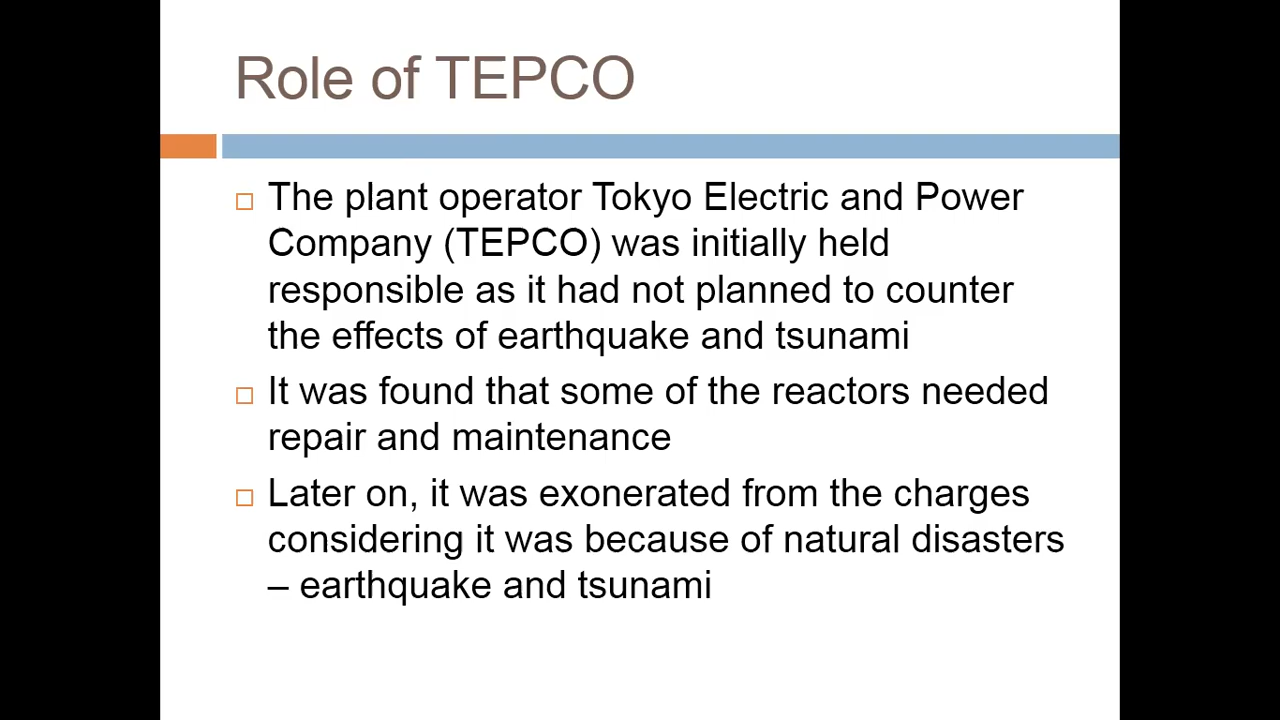 Role of TEPCO
The plant operator Tokyo Electric and Power
Company (TEPCO) was initially held
responsible as it had not planned to counter
the effects of earthquake and tsunami
It was found that some of the reactors needed
repair and maintenance
Later on, it was exonerated from the charges
considering it was because of natural disasters
– earthquake and tsunami